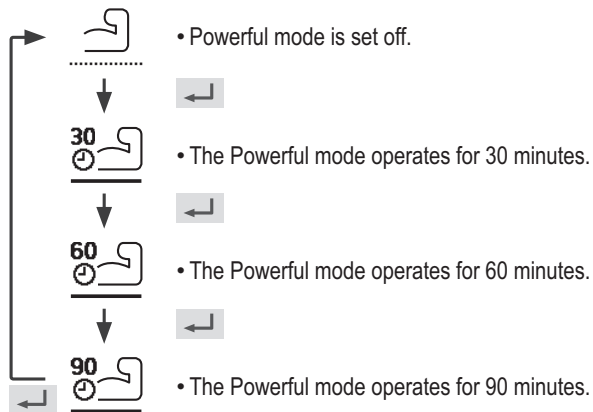 • Powerful mode is set off.
30
• The Powerful mode operates for 30 minutes.
60
• The Powerful mode operates for 60 minutes.
90
• The Powerful mode operates for 90 minutes.